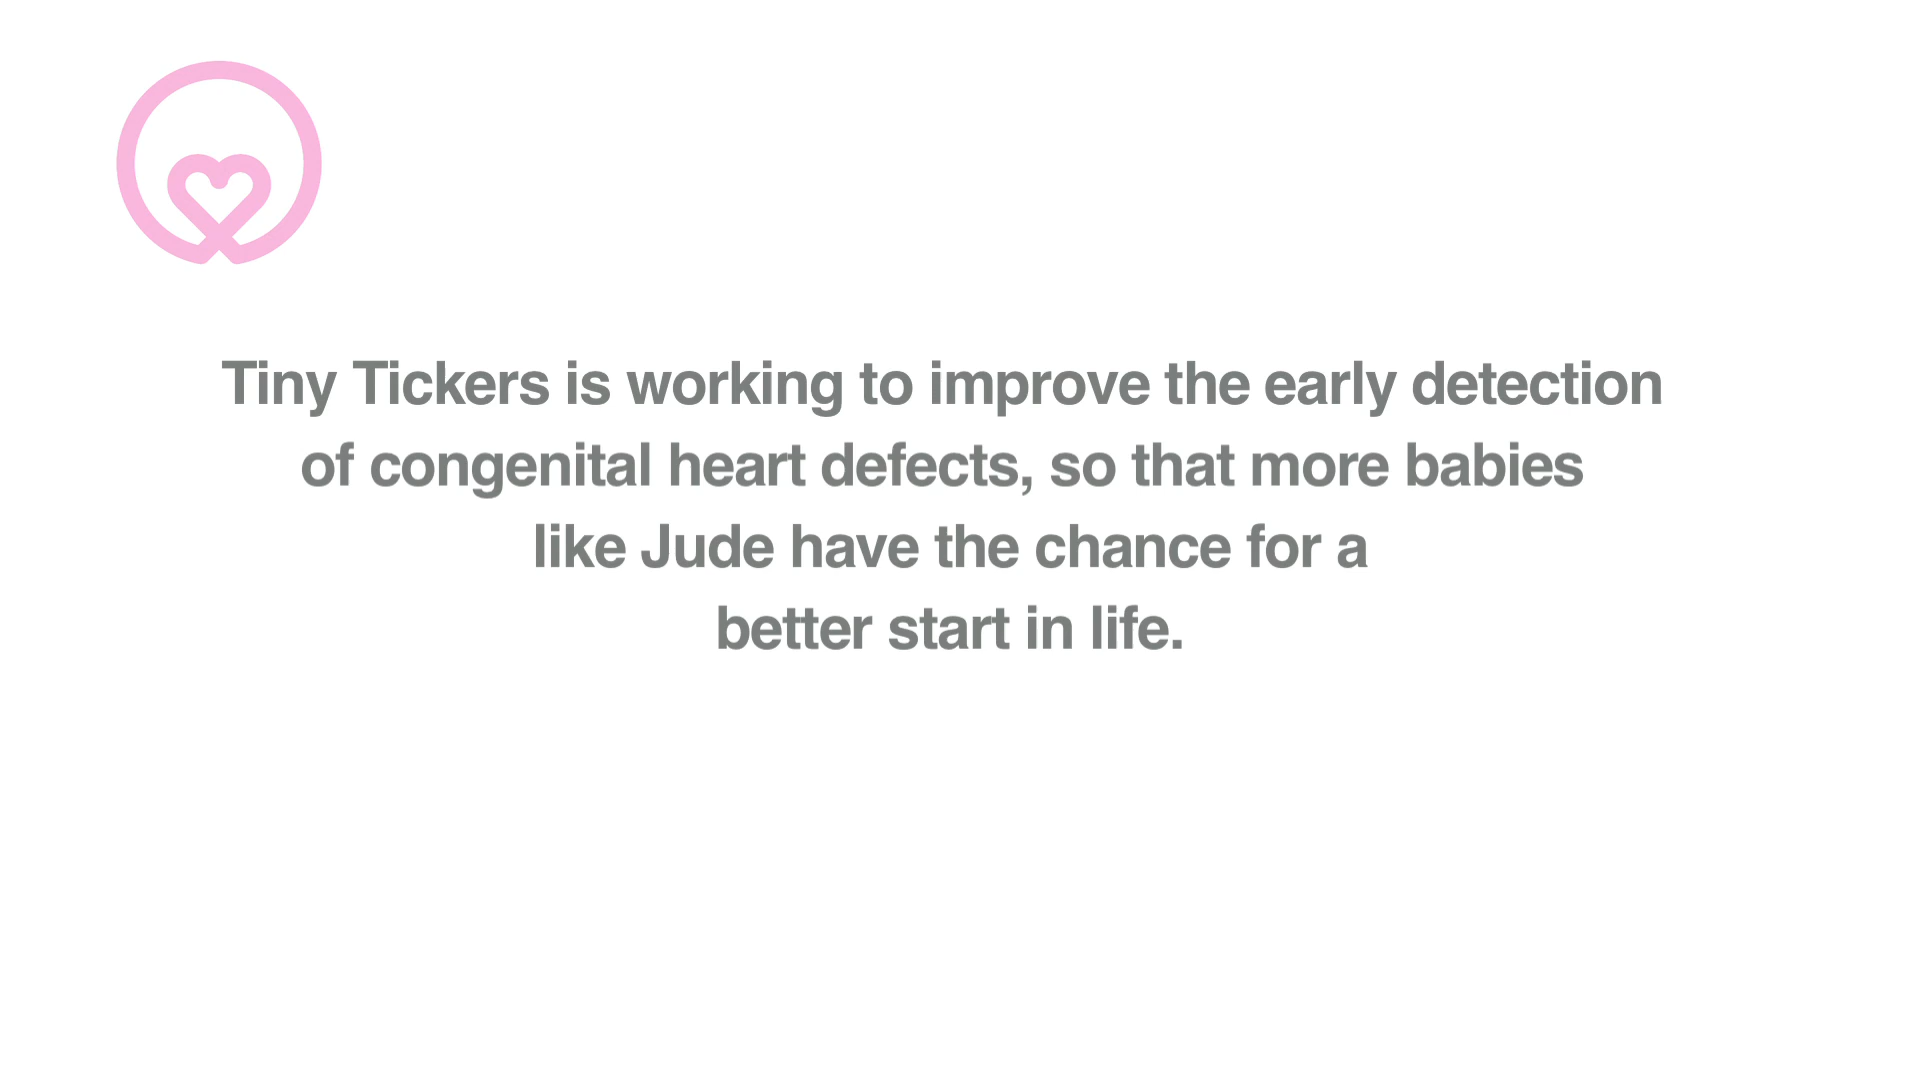 Tiny Tickers is working to improve the early detection
of congenital heart defects, so that more babies
like Jude have the chance for a
better start in life.